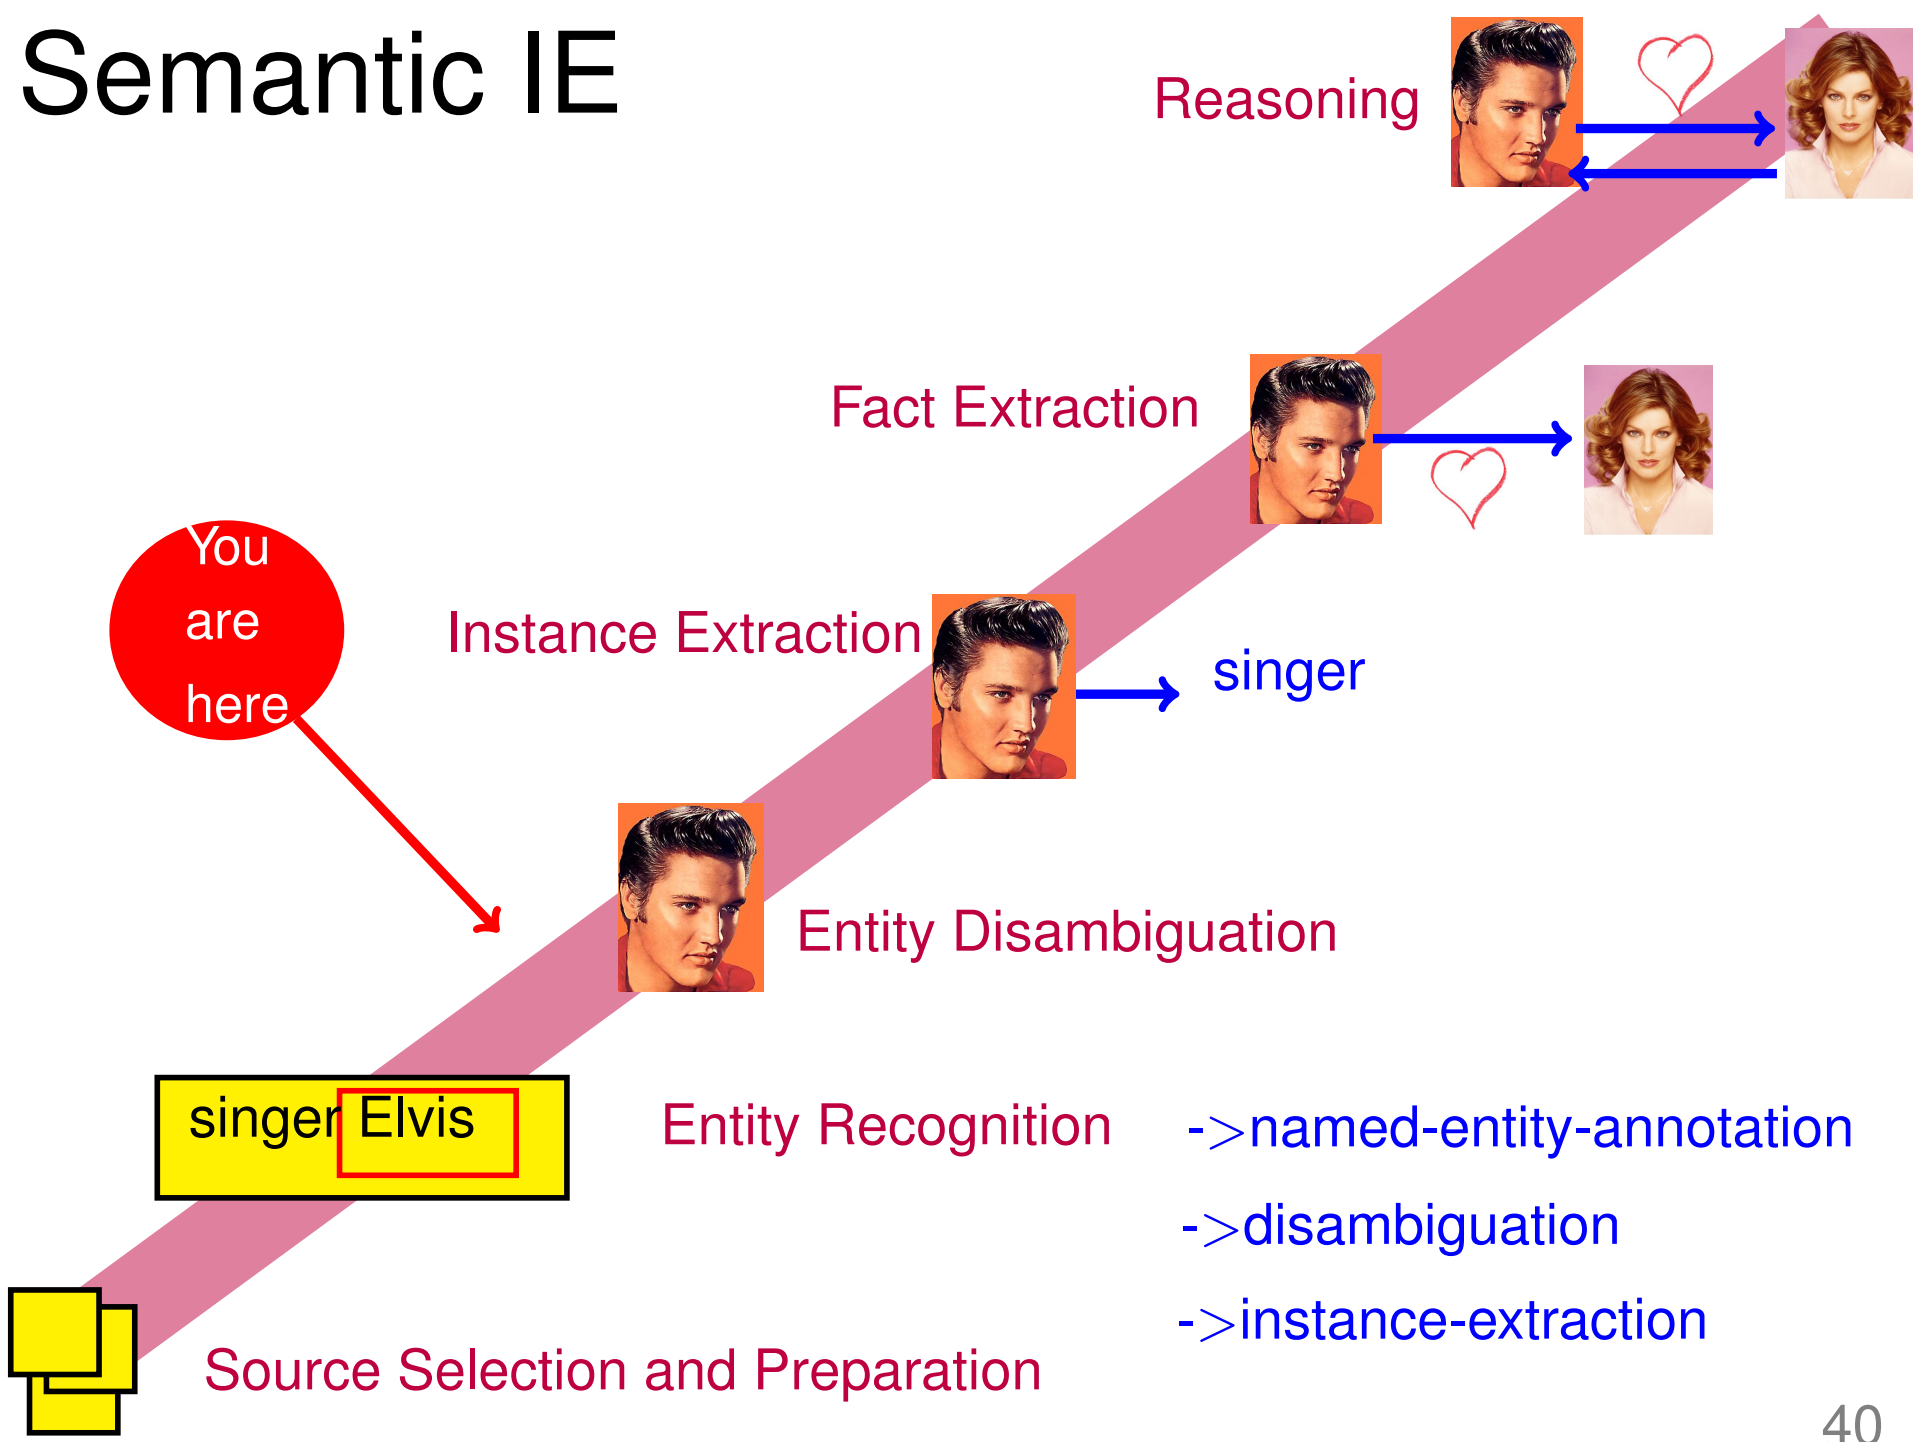 Semantic IE
Reasoning
Fact Extraction
You
are
here
Instance Extraction
singer
Entity Disambiguation
singer Elvis
Entity Recognition
->named-entity-annotation
->disambiguation
->instance-extraction
Source Selection and Preparation
40